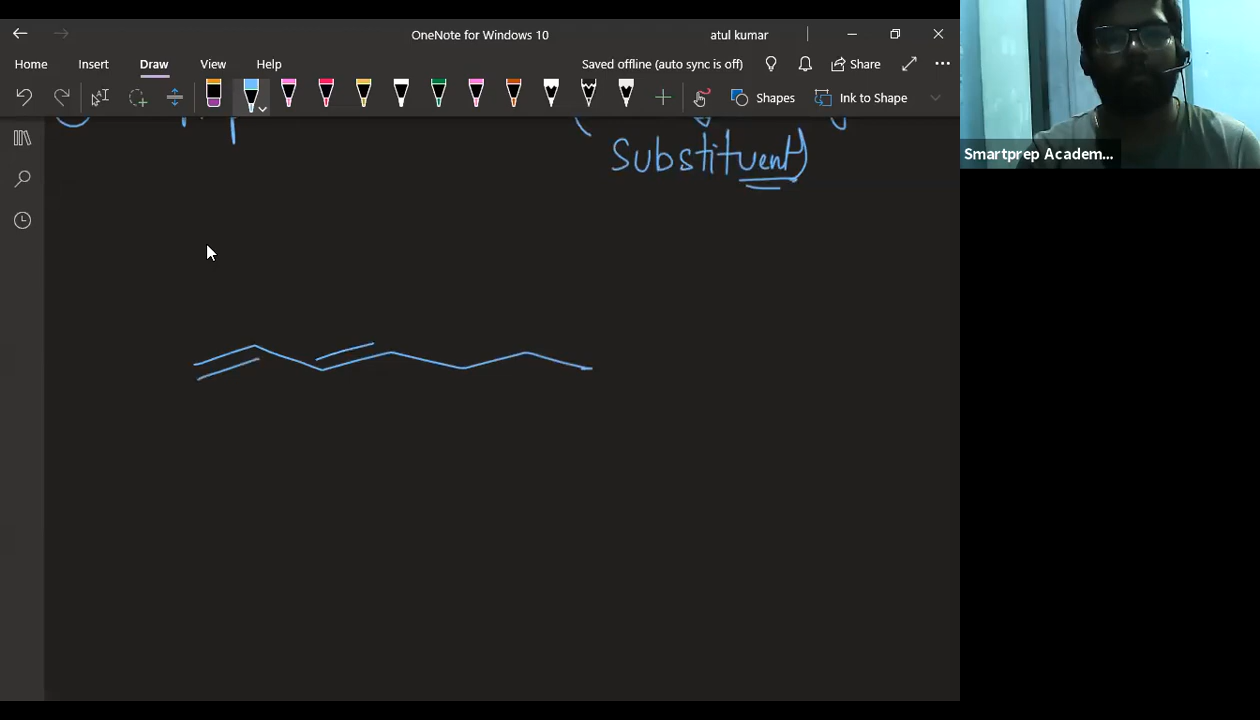 OneNote for Windows 10
atul kumar
Home
Insert
Draw
View
Help
Saved offline (auto sync is off)
Share
Shapes
Ink to Shape
Substituent)
Smartprep Academ...